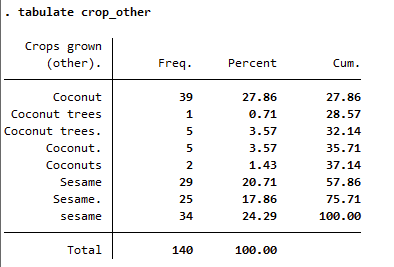 . tabulate crop_other
Crops grown
(other). Freq. Percent Cum.
Coconut 39 27.86 27.86
Coconut trees 1 0.71 28.57
Coconut trees. 5 3.57 32.14
Coconut. 5 3.57 35.71
Coconuts 2 1.43 37.14
Sesame 29 20.71 57.86
Sesame. 25 17.86 75.71
sesame 34 24.29 100.00
Total 140 100.00